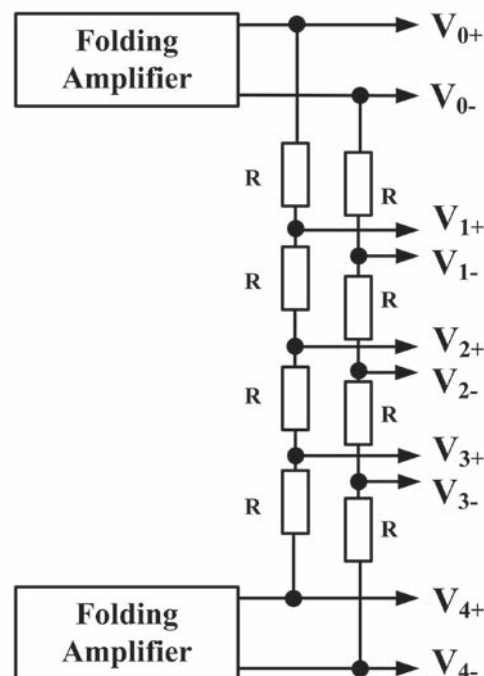 Folding
Amplifier
V0+
V0-
R
R
V1+
V1-
R
R
V2+
V2-
R
R
V3+
V3-
R
R
Folding
Amplifier
V4+
V4-